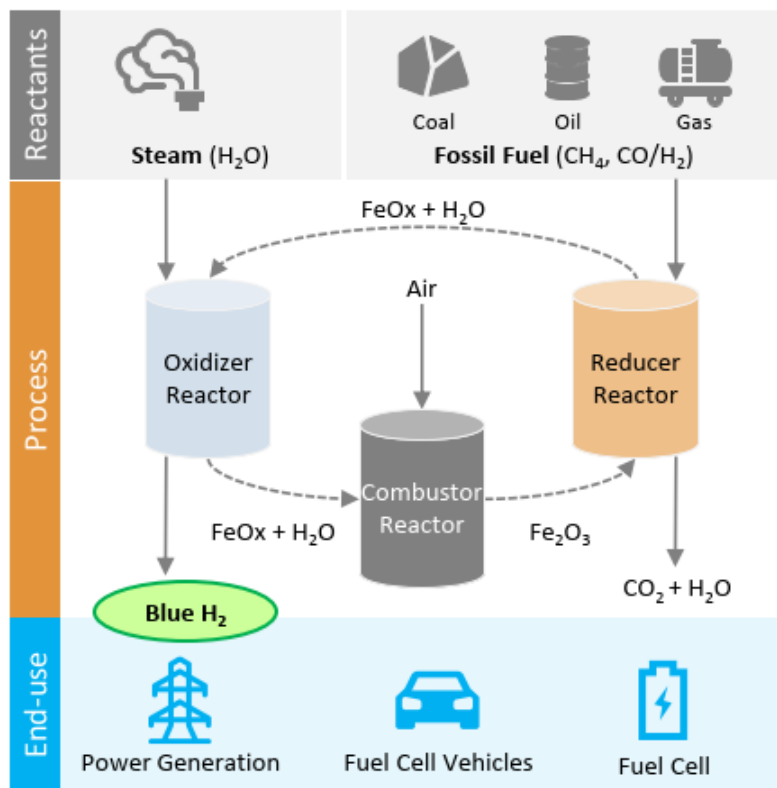 Reactants
Coal
Oil
Gas
Steam (H₂O)
Fossil Fuel (CH₄, CO/H₂)
Process
FeOx + H₂O
Air
Oxidizer
Reactor
Reducer
Reactor
Combustor
Reactor
FeOx + H₂O
Fe₂O₃
CO₂ + H₂O
Blue H₂
End-use
Power Generation
Fuel Cell Vehicles
Fuel Cell